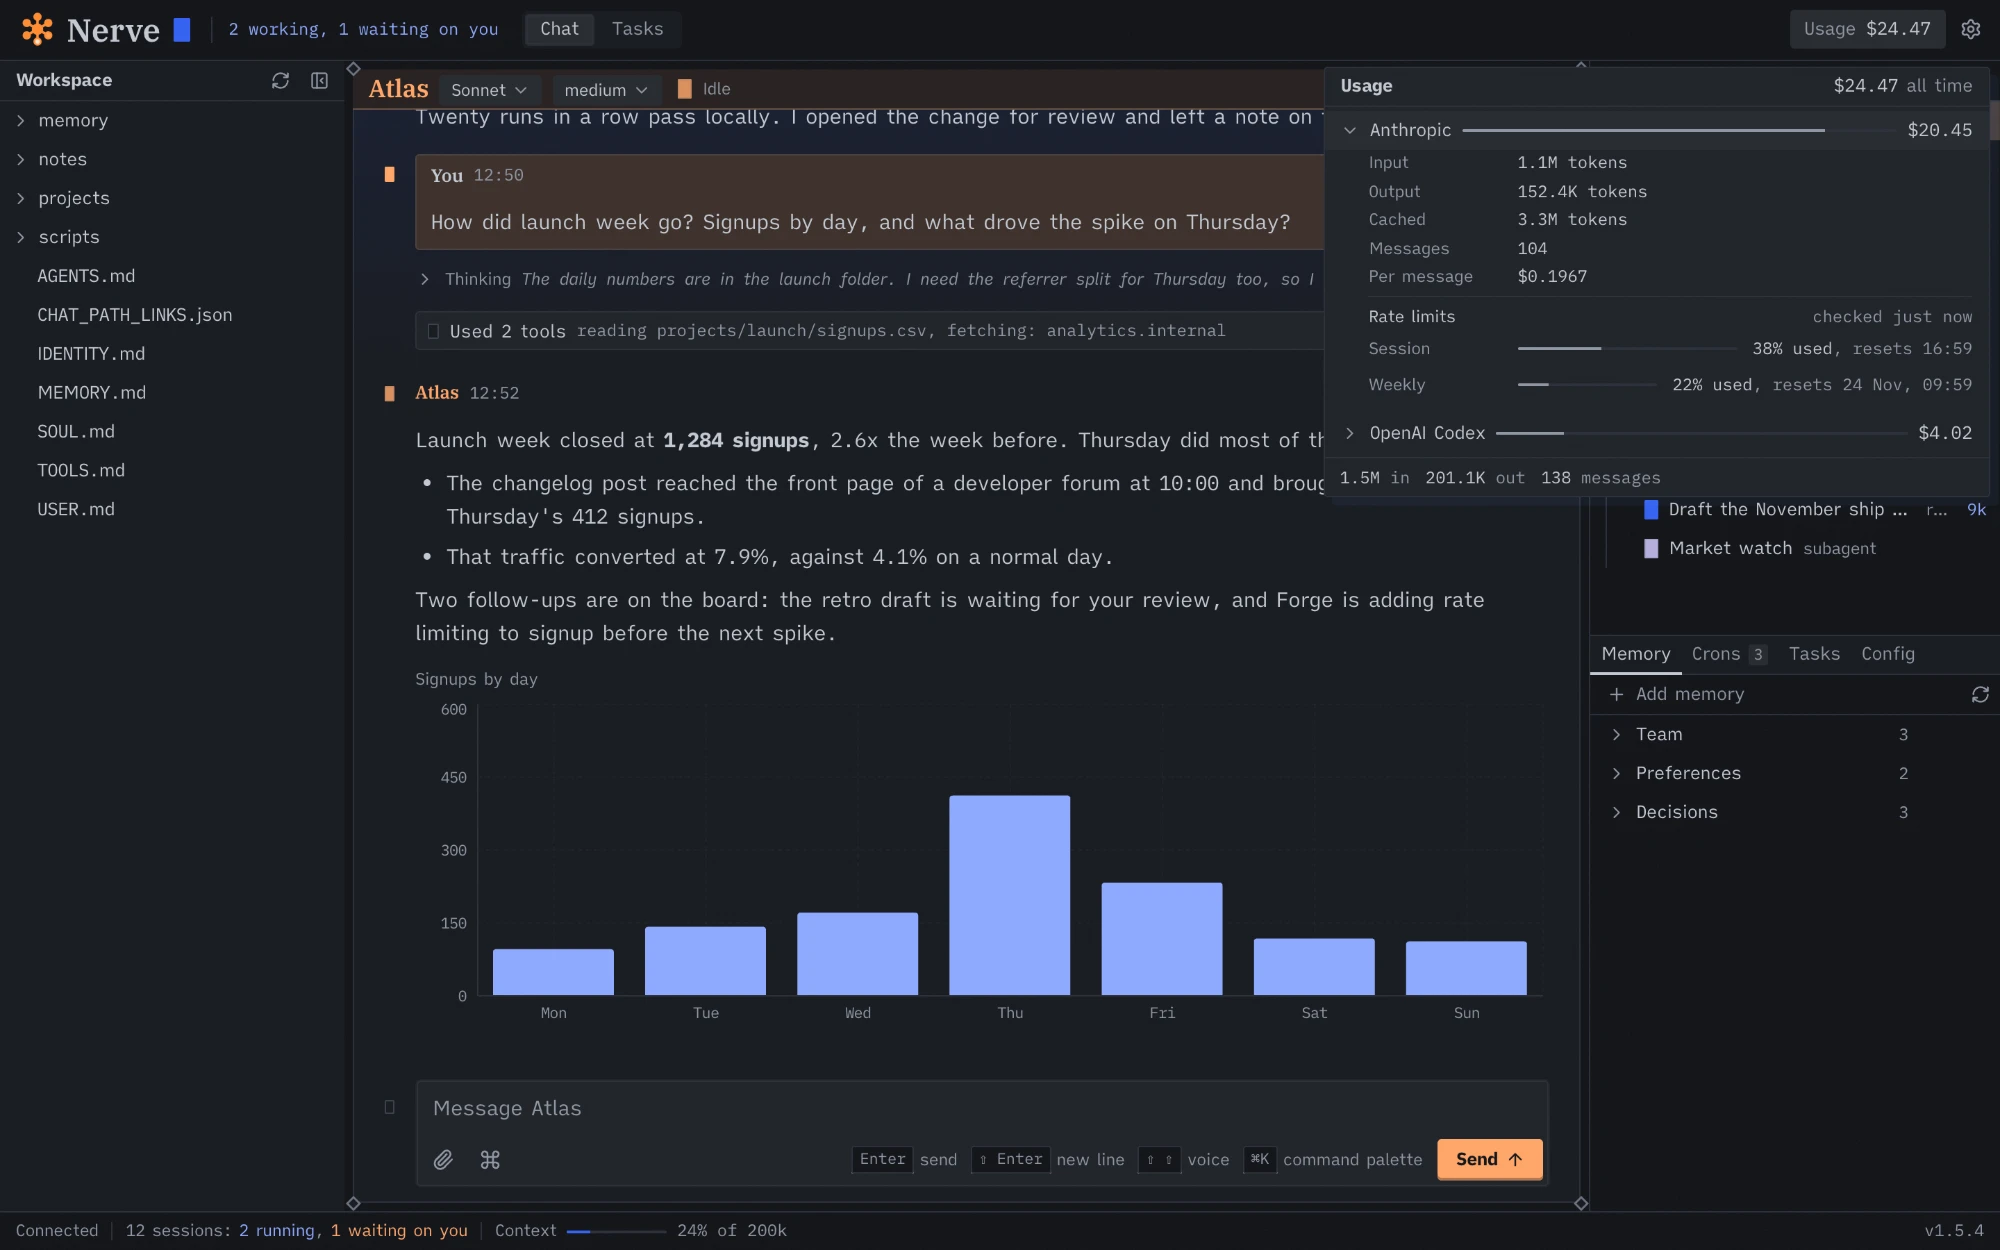 Nerve
2 working, 1 waiting on you
Chat
Tasks
Usage $24.47
Workspace
memory
notes
projects
scripts
AGENTS.md
CHAT_PATH_LINKS.json
IDENTITY.md
MEMORY.md
SOUL.md
TOOLS.md
USER.md
Atlas
Sonnet
medium
Idle
Twenty runs in a row pass locally. I opened the change for review and left a note on
You 12:50
How did launch week go? Signups by day, and what drove the spike on Thursday?
Thinking The daily numbers are in the launch folder. I need the referrer split for Thursday too, so I
Used 2 tools reading projects/launch/signups.csv, fetching: analytics.internal
Atlas 12:52
Launch week closed at 1,284 signups, 2.6x the week before. Thursday did most of
• The changelog post reached the front page of a developer forum at 10:00 and
Thursday's 412 signups.
• That traffic converted at 7.9%, against 4.1% on a normal day.
Two follow-ups are on the board: the retro draft is waiting for your review, and Forge is adding rate
limiting to signup before the next spike.
Signups by day
600
450
300
150
0
Mon Tue Wed Thu Fri Sat Sun
Message Atlas
Enter send
⇧ Enter new line
⇧ ⇧ voice
⌘K command palette
Send ↑
Usage
$24.47 all time
Anthropic $20.45
Input 1.1M tokens
Output 152.4K tokens
Cached 3.3M tokens
Messages 104
Per message $0.1967
Rate limits checked just now
Session 38% used, resets 16:59
Weekly 22% used, resets 24 Nov, 09:59
OpenAI Codex $4.02
1.5M in 201.1K out 138 messages
Draft the November ship ... r... 9k
Market watch subagent
Memory
Crons 3
Tasks
Config
+ Add memory
Team 3
Preferences 2
Decisions 3
Connected
12 sessions: 2 running, 1 waiting on you
Context 24% of 200k
v1.5.4